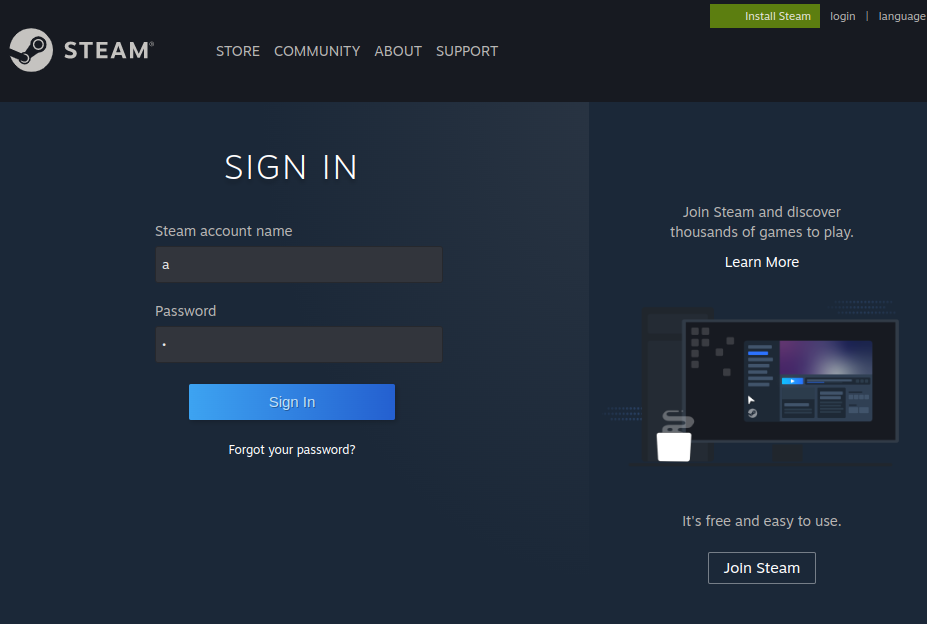 Install Steam login | language
STEAM®
STORE COMMUNITY ABOUT SUPPORT
SIGN IN
Steam account name
a
Password
•
Sign In
Forgot your password?
Join Steam and discover
thousands of games to play.
Learn More
It's free and easy to use.
Join Steam